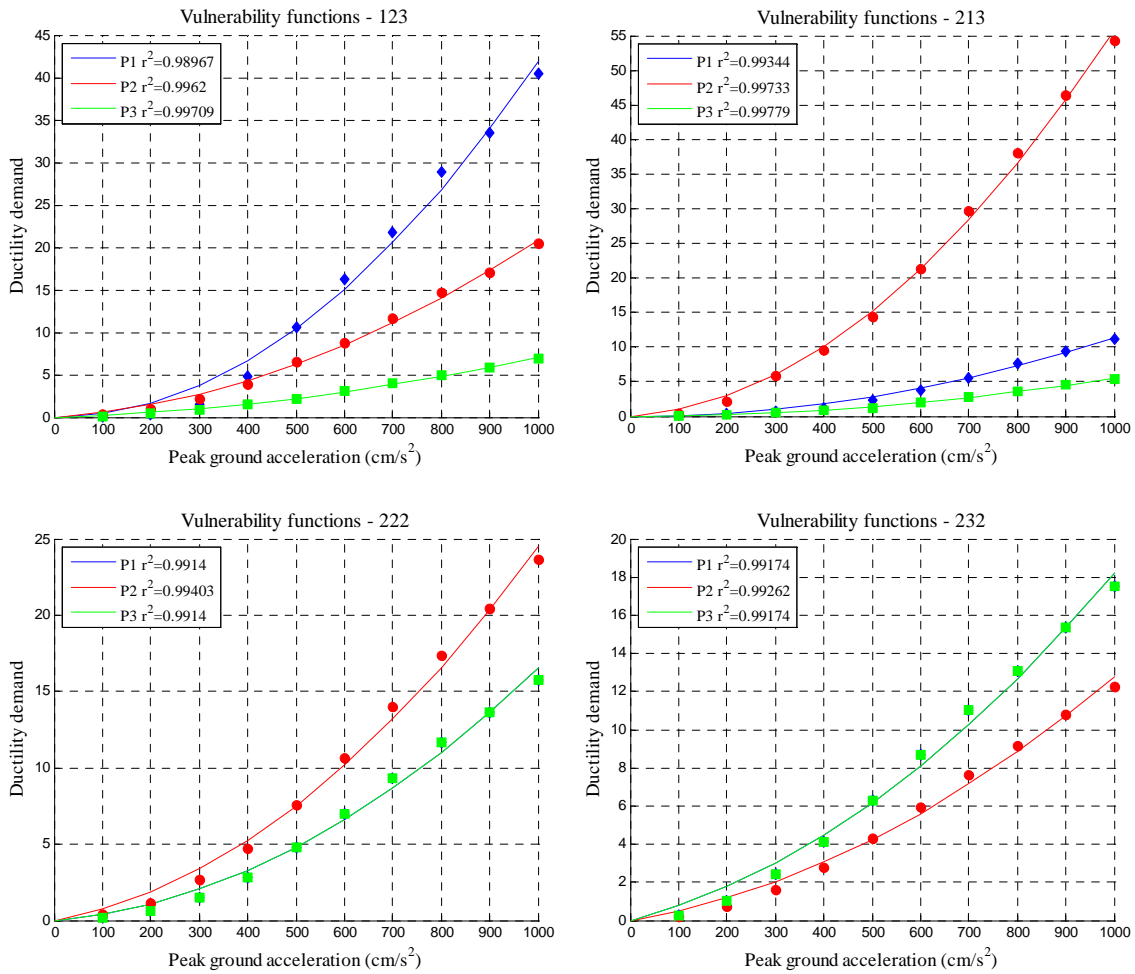 Vulnerability functions - 123
45
40
35
30
25
20
15
10
5
0
P1 r²=0.98967
P2 r²=0.9962
P3 r²=0.99709
Ductility demand
0 100 200 300 400 500 600 700 800 900 1000
Peak ground acceleration (cm/s²)
Vulnerability functions - 213
55
50
45
40
35
30
25
20
15
10
5
0
P1 r²=0.99344
P2 r²=0.99733
P3 r²=0.99779
Ductility demand
0 100 200 300 400 500 600 700 800 900 1000
Peak ground acceleration (cm/s²)
Vulnerability functions - 222
25
20
15
10
5
0
P1 r²=0.9914
P2 r²=0.99403
P3 r²=0.9914
Ductility demand
0 100 200 300 400 500 600 700 800 900 1000
Peak ground acceleration (cm/s²)
Vulnerability functions - 232
20
18
16
14
12
10
8
6
4
2
0
P1 r²=0.99174
P2 r²=0.99262
P3 r²=0.99174
Ductility demand
0 100 200 300 400 500 600 700 800 900 1000
Peak ground acceleration (cm/s²)